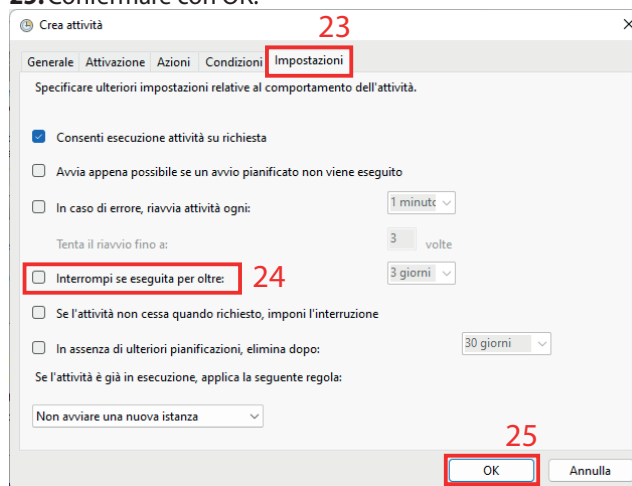 25. Confermare con OK.
Crea attività
23
Generale Attivazione Azioni Condizioni Impostazioni
Specificare ulteriori impostazioni relative al comportamento dell'attività.
Consenti esecuzione attività su richiesta
Avvia appena possibile se un avvio pianificato non viene eseguito
In caso di errore, riavvia attività ogni: 1 minuto
Tenta il riavvio fino a: 3 volte
Interrompi se eseguita per oltre: 24 3 giorni
Se l'attività non cessa quando richiesto, imponi l'interruzione
In assenza di ulteriori pianificazioni, elimina dopo: 30 giorni
Se l'attività è già in esecuzione, applica la seguente regola:
Non avviare una nuova istanza
25
OK Annulla